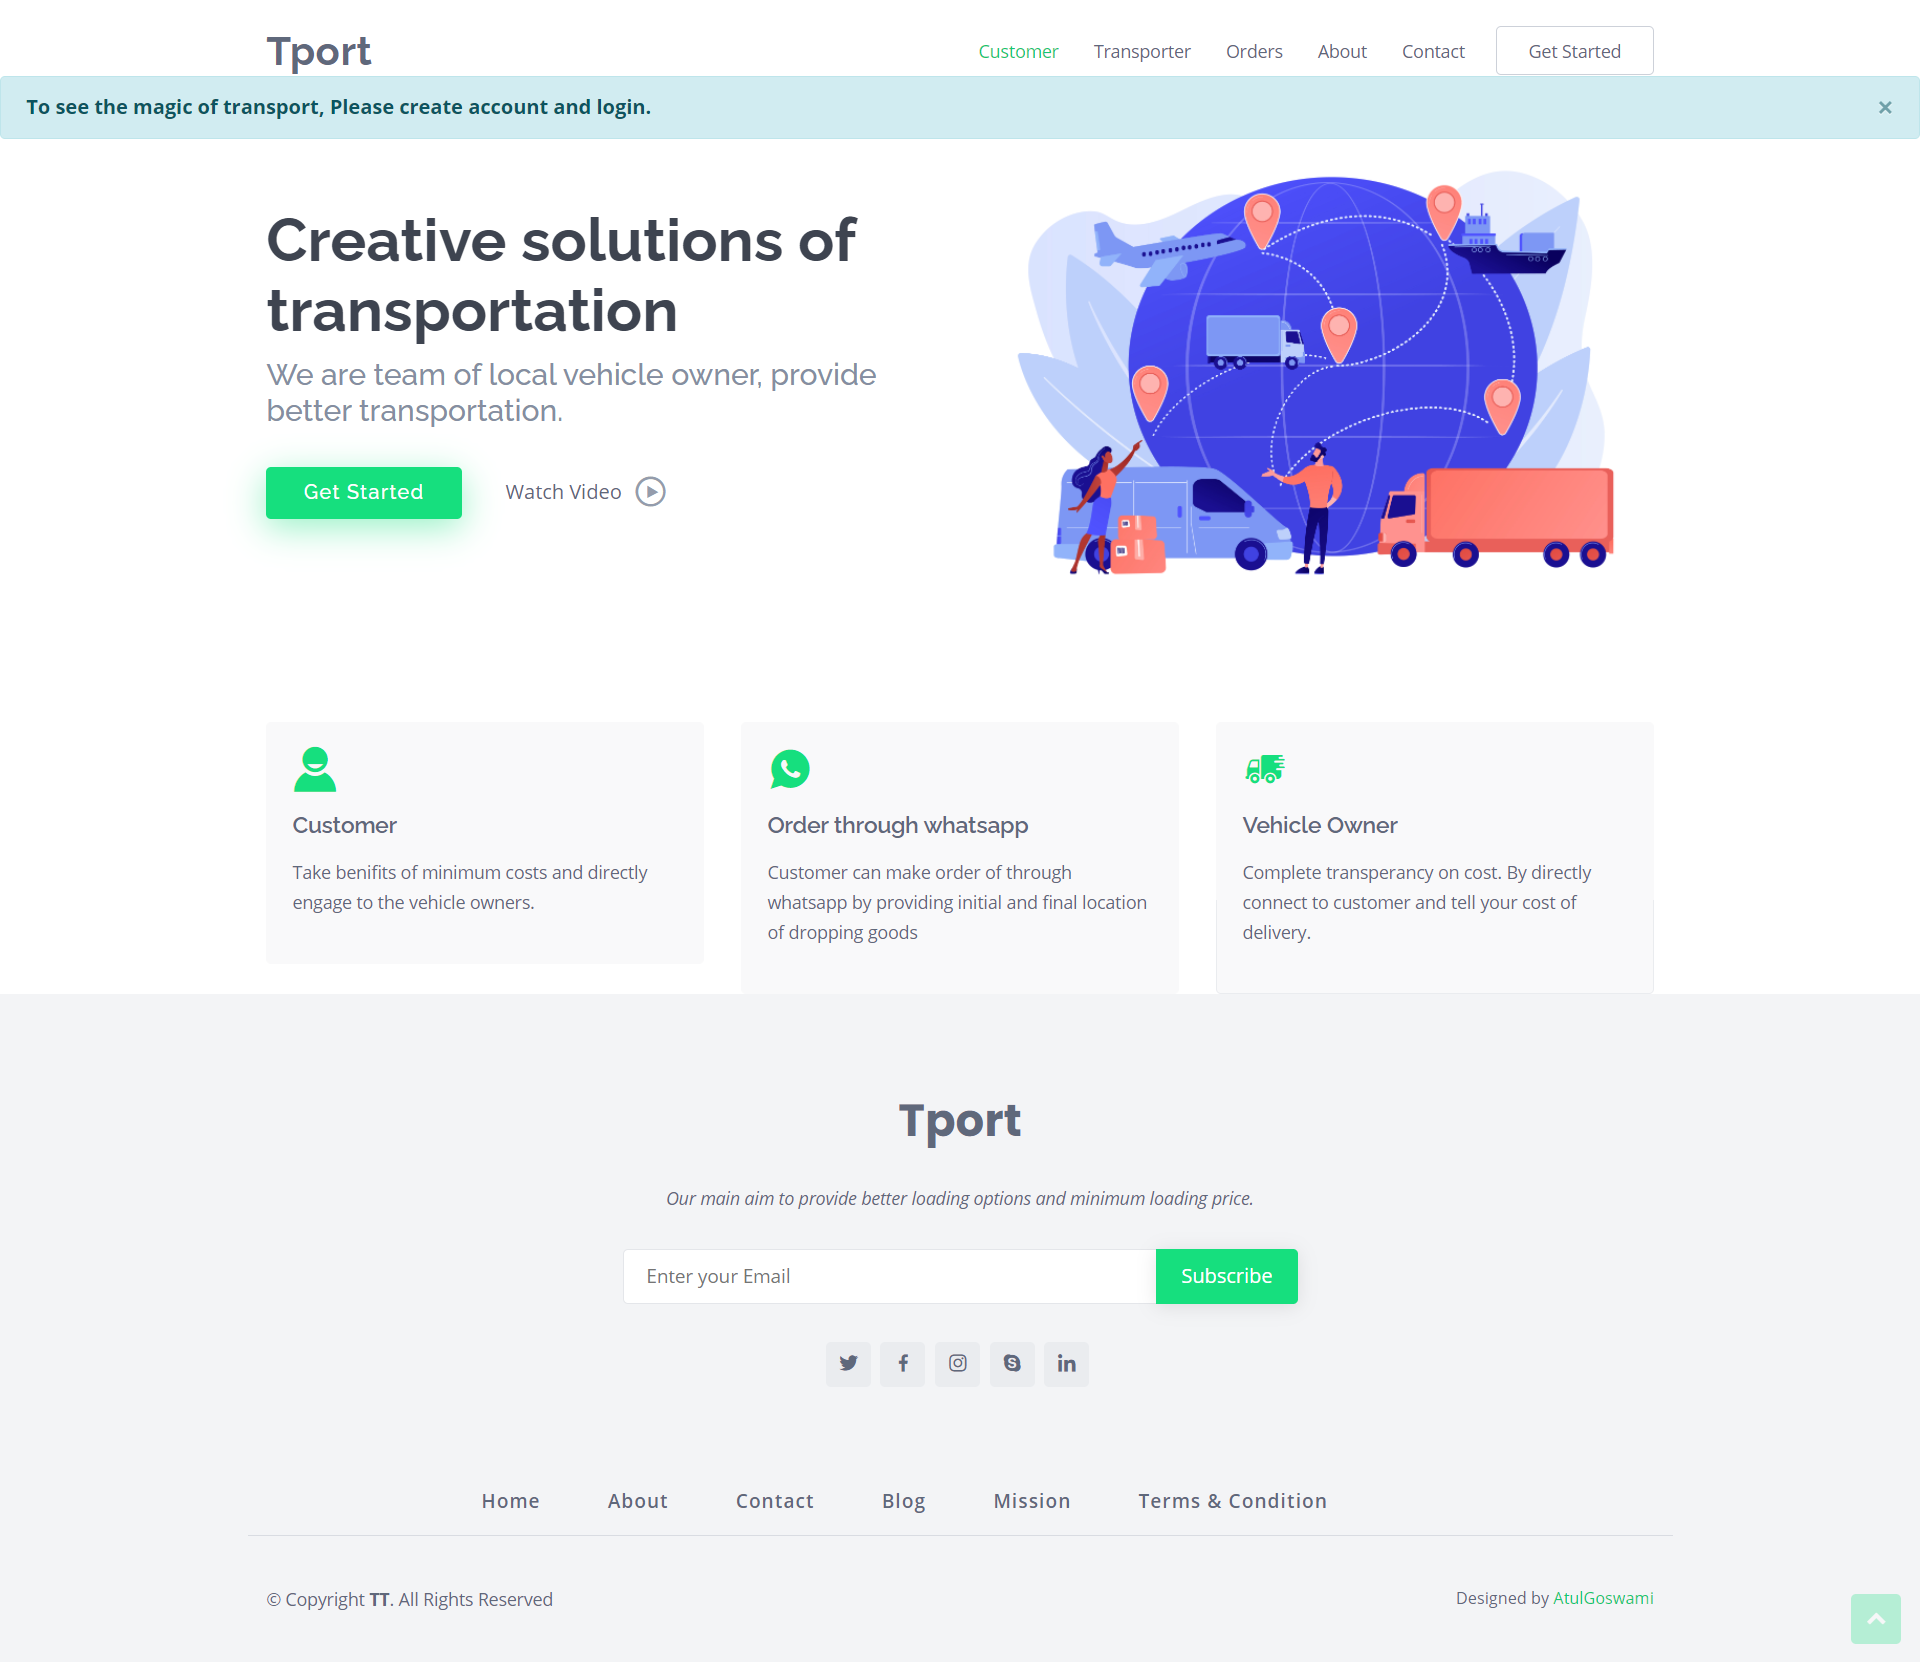 Tport
Customer Transporter Orders About Contact Get Started
To see the magic of transport, Please create account and login. ×
Creative solutions of
transportation
We are team of local vehicle owner, provide
better transportation.
Get Started Watch Video
Customer
Take benifits of minimum costs and directly
engage to the vehicle owners.
Order through whatsapp
Customer can make order of through
whatsapp by providing initial and final location
of dropping goods
Vehicle Owner
Complete transperancy on cost. By directly
connect to customer and tell your cost of
delivery.
Tport
Our main aim to provide better loading options and minimum loading price.
Enter your Email Subscribe
Home About Contact Blog Mission Terms & Condition
© Copyright TT. All Rights Reserved
Designed by AtulGoswami